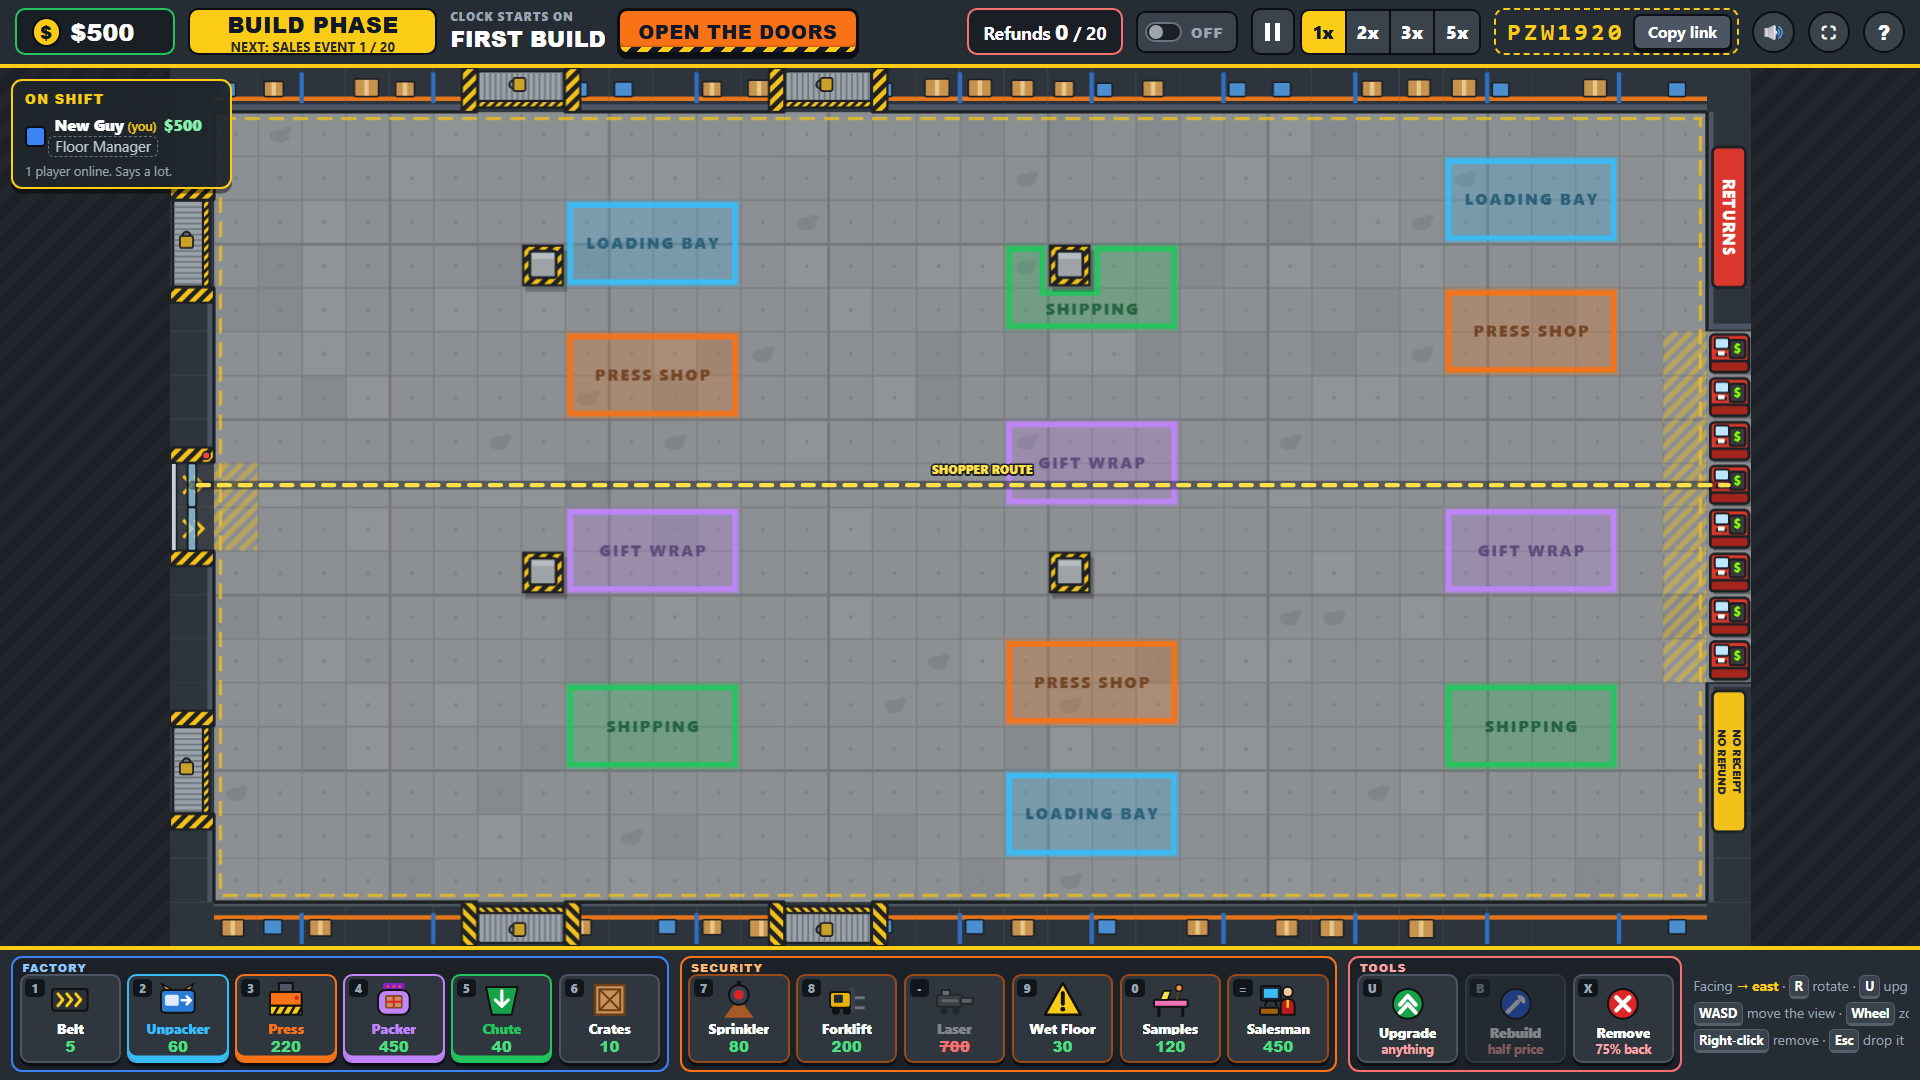 $500
BUILD PHASE
NEXT: SALES EVENT 1 / 20
CLOCK STARTS ON
FIRST BUILD
OPEN THE DOORS
Refunds 0 / 20
OFF
1x
2x
3x
5x
PZW1920
Copy link
?
ON SHIFT
New Guy (you) $500
Floor Manager
1 player online. Says a lot.
LOADING BAY
LOADING BAY
RETURNS
SHIPPING
PRESS SHOP
PRESS SHOP
GIFT WRAP
SHOPPER ROUTE
GIFT WRAP
GIFT WRAP
PRESS SHOP
SHIPPING
SHIPPING
NO RECEIPT
NO REFUND
LOADING BAY
FACTORY
1
Belt
5
2
Unpacker
60
3
Press
220
4
Packer
450
5
Chute
40
6
Crates
10
SECURITY
7
Sprinkler
80
8
Forklift
200
-
Laser
700
9
Wet Floor
30
0
Samples
120
=
Salesman
450
TOOLS
U
Upgrade
anything
B
Rebuild
half price
X
Remove
75% back
Facing → east · R rotate · U upg
WASD move the view · Wheel
Right-click remove · Esc drop it